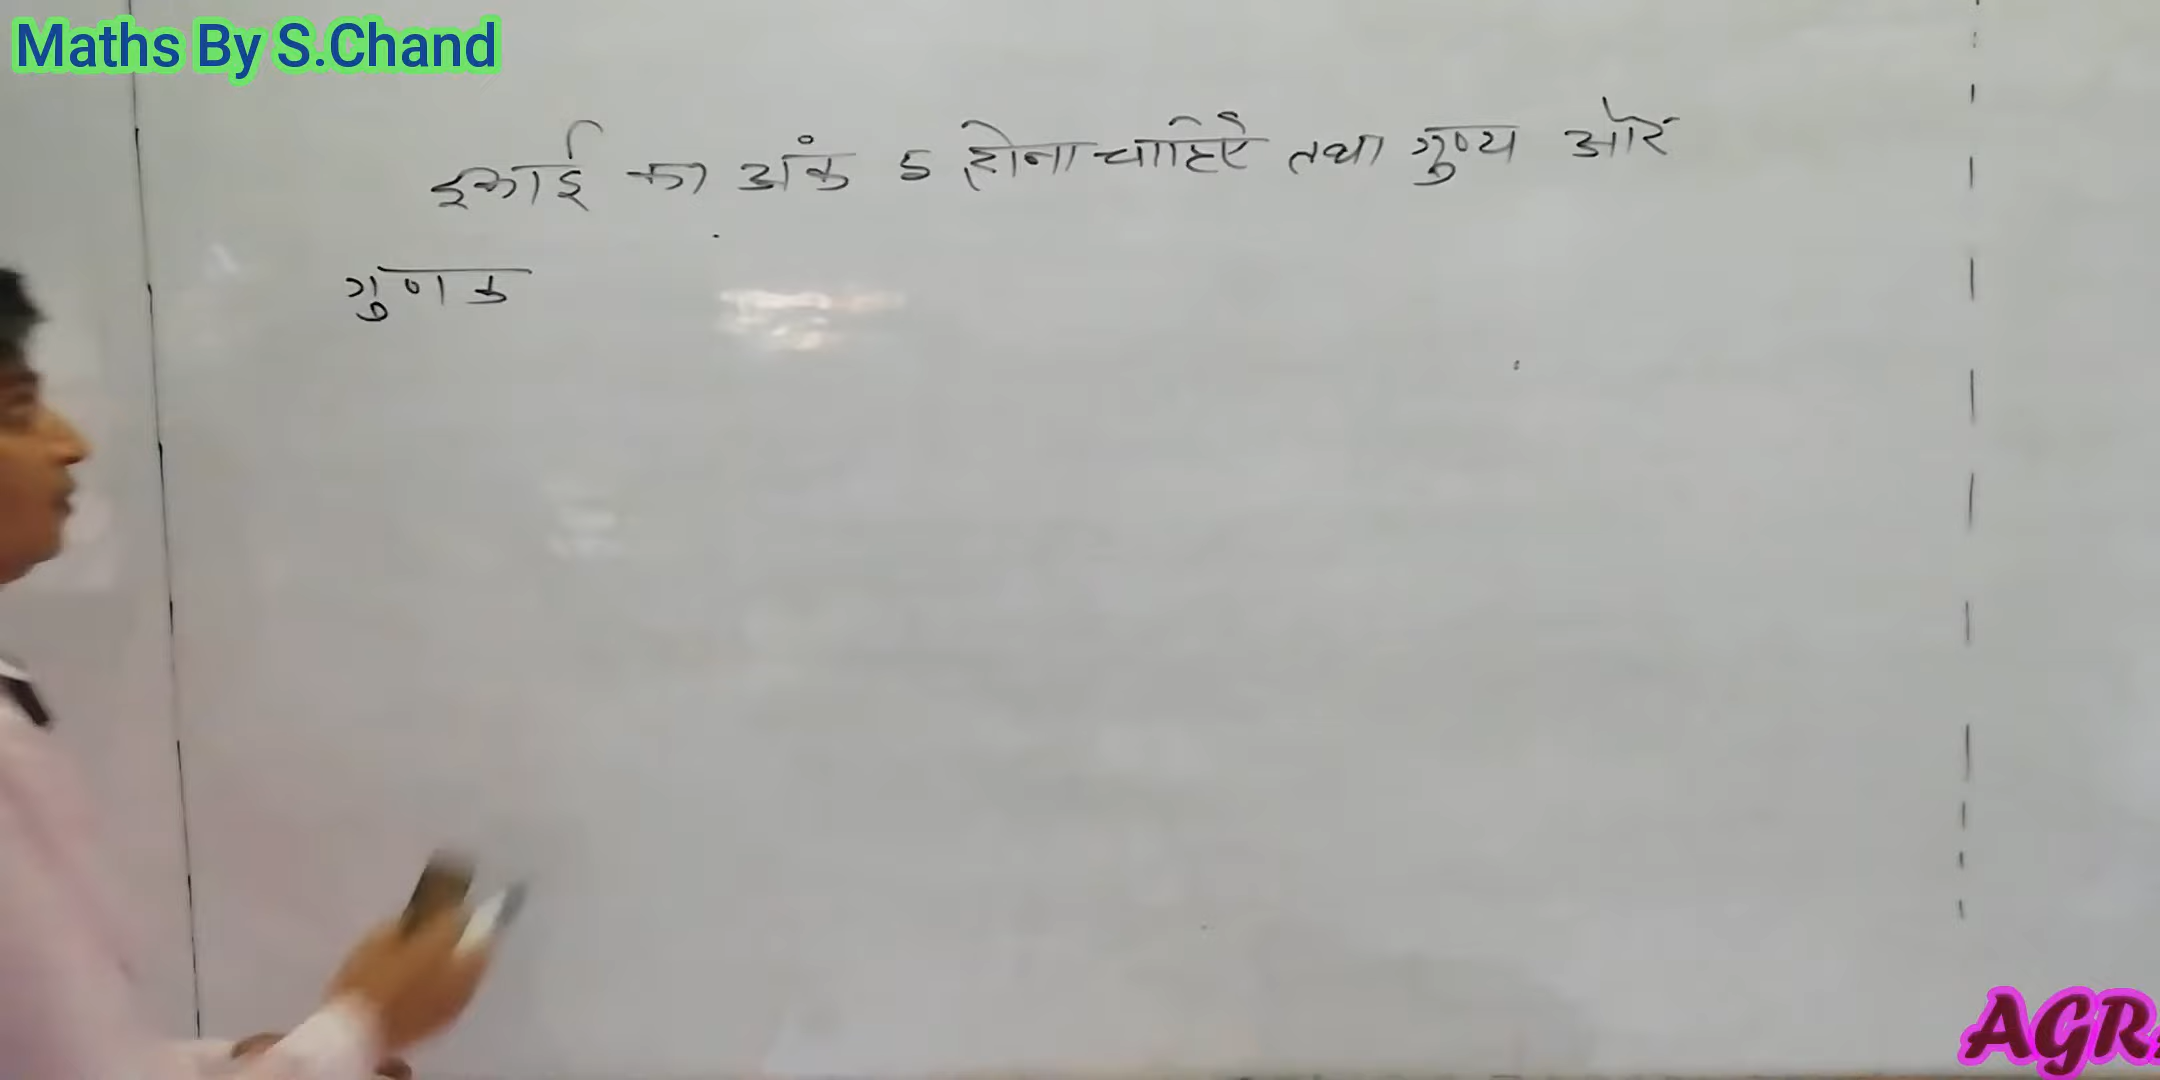 Maths By S.Chand
इकाई का अंक 5 होना चाहिऐ तथा गुण्य और
गुणक
AGR